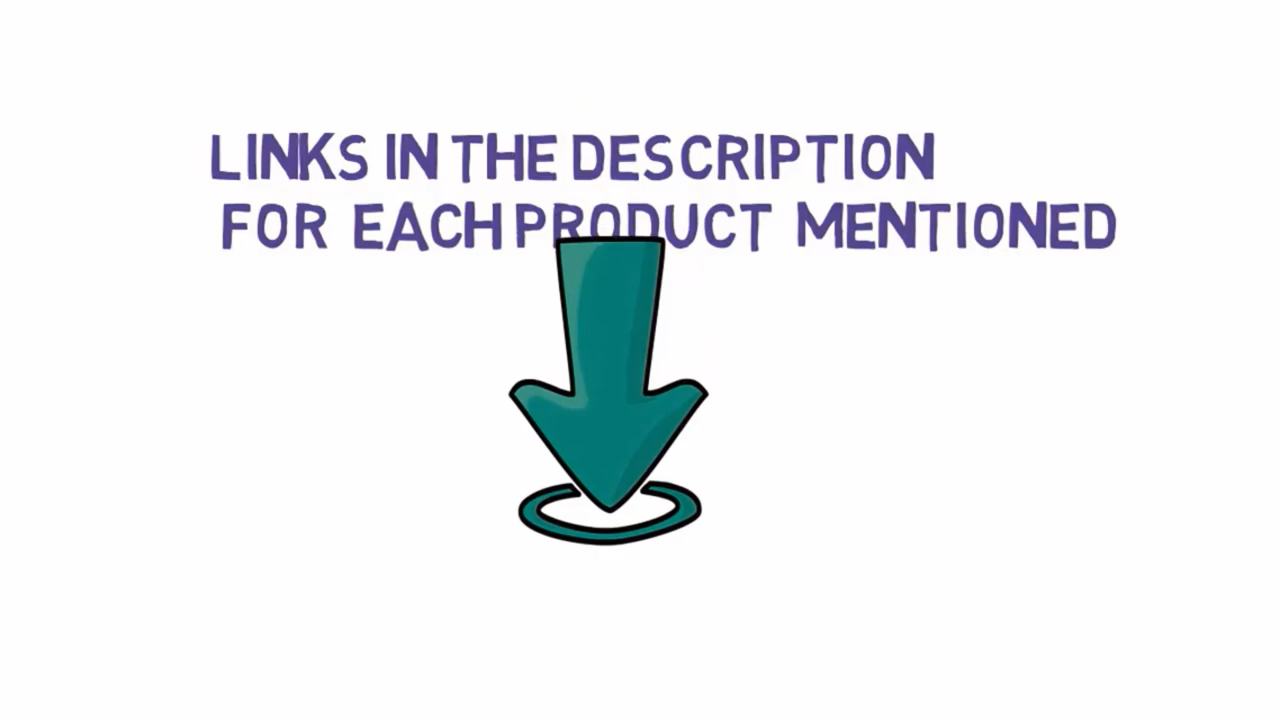 LINKS IN THE DESCRIPTION
FOR EACH PRODUCT MENTIONED